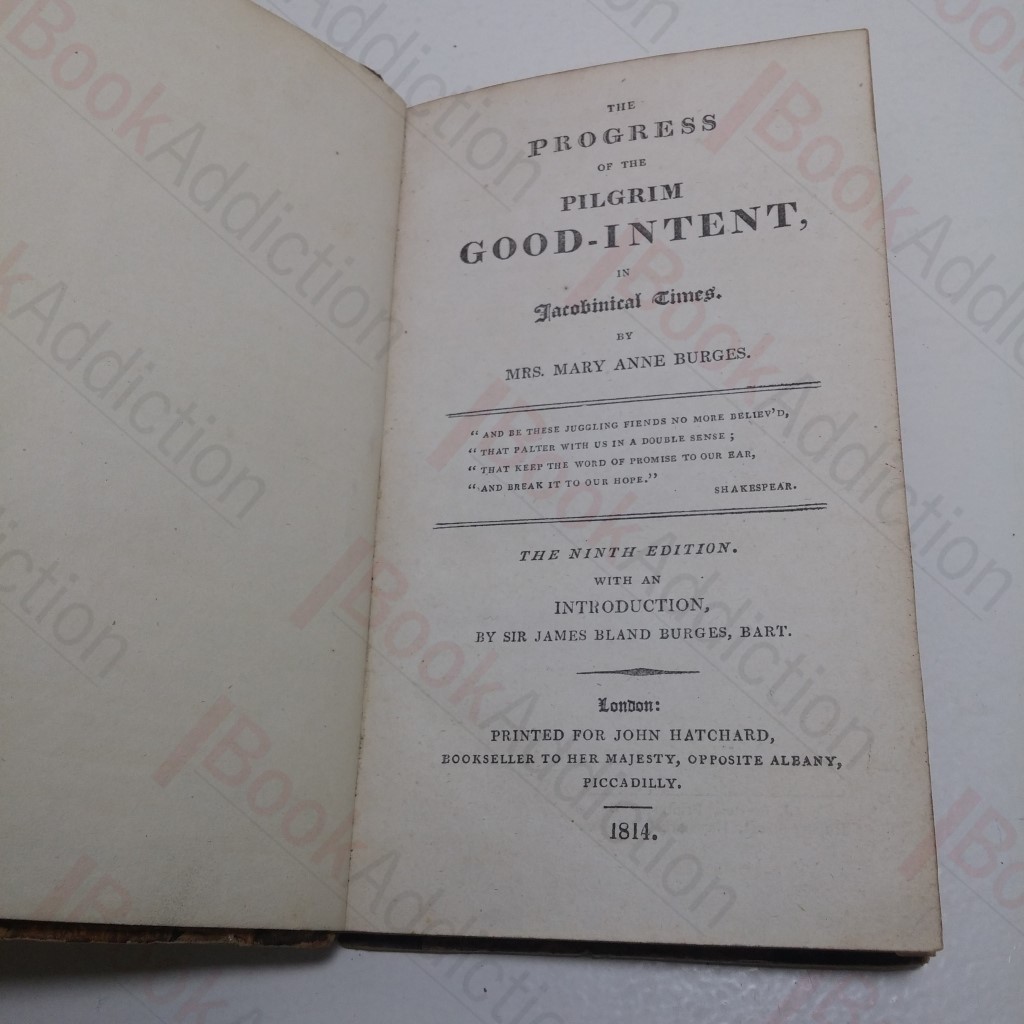 THE
PROGRESS
OF THE
PILGRIM
GOOD-INTENT,
IN
Jacobinical Times.
BY
MRS. MARY ANNE BURGES.
“ AND BE THESE JUGGLING FIENDS NO MORE BELIEV'D,
“ THAT PALTER WITH US IN A DOUBLE SENSE ;
“ THAT KEEP THE WORD OF PROMISE TO OUR EAR,
“ AND BREAK IT TO OUR HOPE.”
SHAKESPEAR.
THE NINTH EDITION.
WITH AN
INTRODUCTION,
BY SIR JAMES BLAND BURGES, BART.
London:
PRINTED FOR JOHN HATCHARD,
BOOKSELLER TO HER MAJESTY, OPPOSITE ALBANY,
PICCADILLY.
1814.
BookAddiction